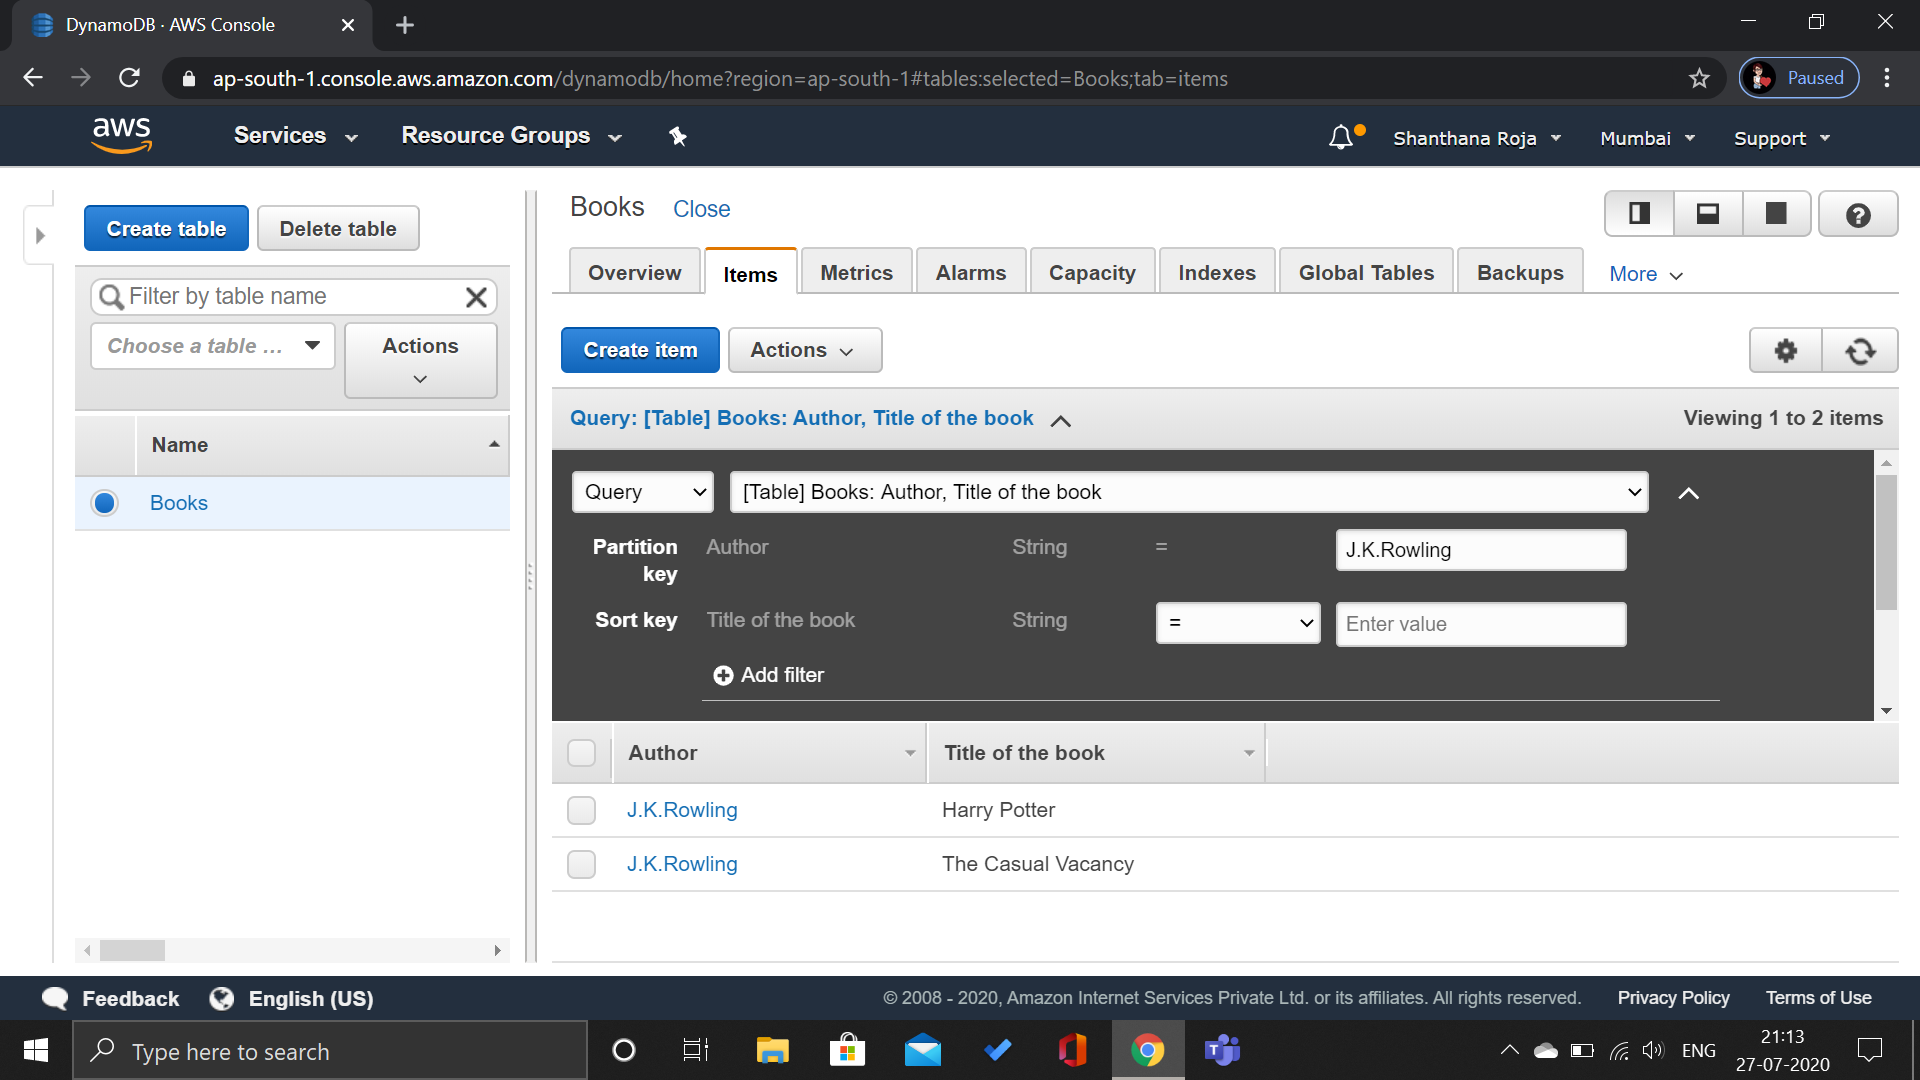 DynamoDB · AWS Console
ap-south-1.console.aws.amazon.com/dynamodb/home?region=ap-south-1#tables:selected=Books;tab=items
Paused
aws
Services
Resource Groups
Shanthana Roja
Mumbai
Support
Create table
Delete table
Filter by table name
Choose a table ...
Actions
Name
Books
Books
Close
Overview
Items
Metrics
Alarms
Capacity
Indexes
Global Tables
Backups
More
Create item
Actions
Query: [Table] Books: Author, Title of the book
Viewing 1 to 2 items
Query
[Table] Books: Author, Title of the book
Partition key
Author
String
=
J.K.Rowling
Sort key
Title of the book
String
=
Enter value
Add filter
Author
Title of the book
J.K.Rowling
Harry Potter
J.K.Rowling
The Casual Vacancy
Feedback
English (US)
© 2008 - 2020, Amazon Internet Services Private Ltd. or its affiliates. All rights reserved.
Privacy Policy
Terms of Use
Type here to search
ENG
21:13
27-07-2020